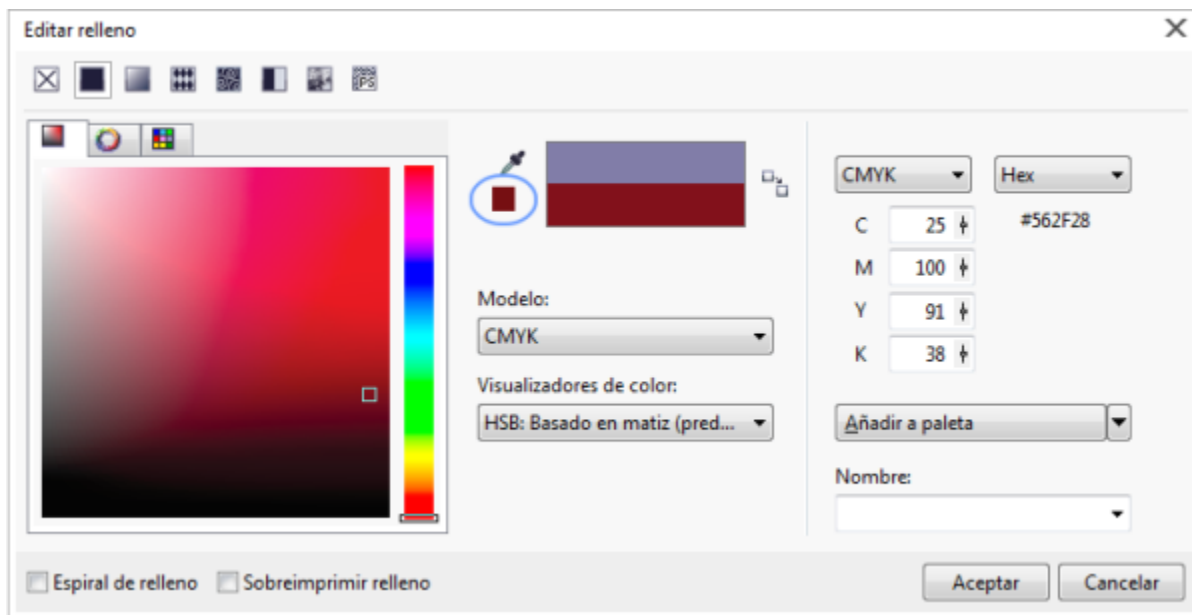 Editar relleno
PS
CMYK
Hex
C 25
#562F28
M 100
Y 91
K 38
Modelo:
CMYK
Visualizadores de color:
HSB: Basado en matiz (pred...
Añadir a paleta
Nombre:
Espiral de relleno
Sobreimprimir relleno
Aceptar
Cancelar